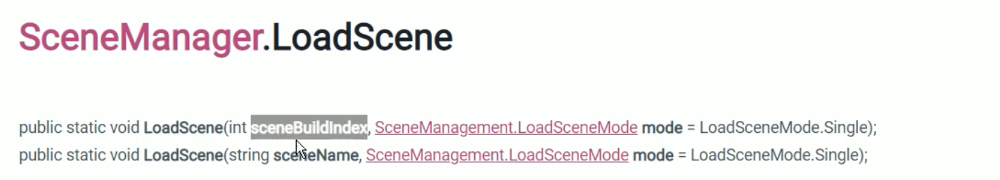 SceneManager.LoadScene
public static void LoadScene(int sceneBuildIndex, SceneManagement.LoadSceneMode mode = LoadSceneMode.Single);
public static void LoadScene(string sceneName, SceneManagement.LoadSceneMode mode = LoadSceneMode.Single);